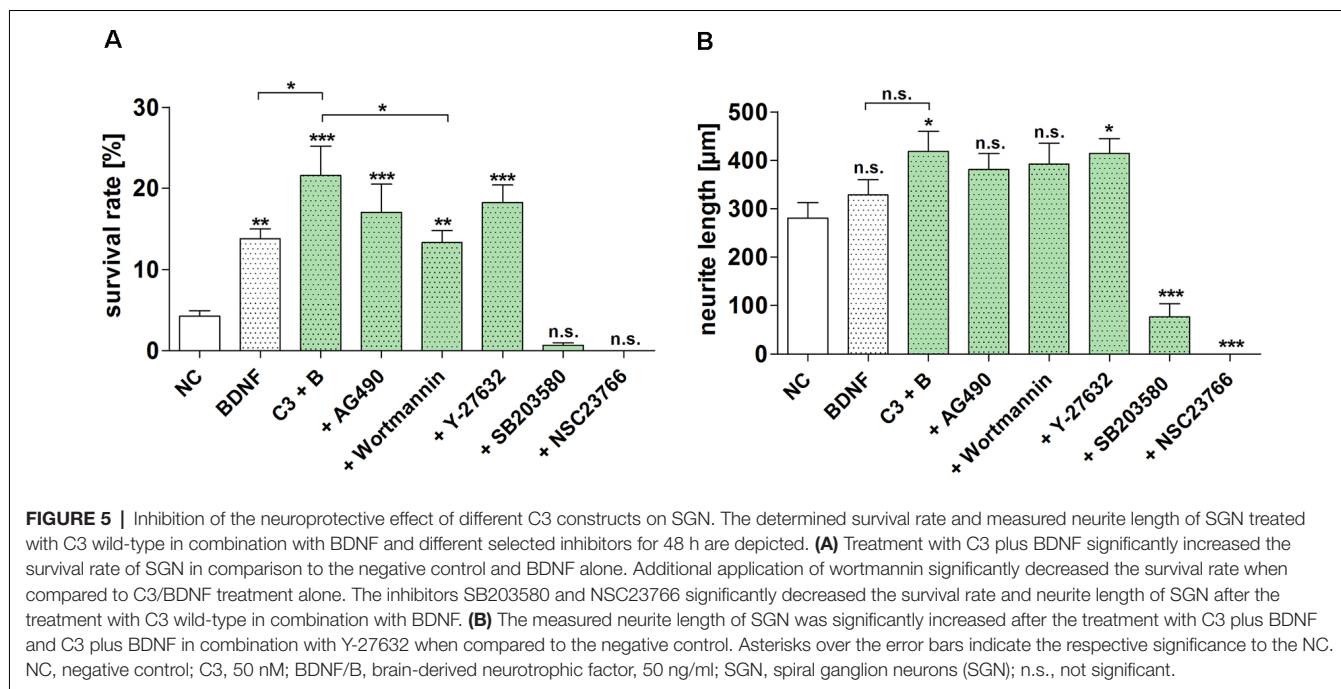 A
B
*
*
n.s.
30
20
10
0
survival rate [%]
**
***
***
**
***
n.s.
n.s.
NC
BDNF
C3 + B
+ AG490
+ Wortmannin
+ Y-27632
+ SB203580
+ NSC23766
500
400
300
200
100
0
neurite length [µm]
n.s.
*
n.s.
n.s.
*
***
***
NC
BDNF
C3 + B
+ AG490
+ Wortmannin
+ Y-27632
+ SB203580
+ NSC23766
FIGURE 5 | Inhibition of the neuroprotective effect of different C3 constructs on SGN. The determined survival rate and measured neurite length of SGN treated
with C3 wild-type in combination with BDNF and different selected inhibitors for 48 h are depicted. (A) Treatment with C3 plus BDNF significantly increased the
survival rate of SGN in comparison to the negative control and BDNF alone. Additional application of wortmannin significantly decreased the survival rate when
compared to C3/BDNF treatment alone. The inhibitors SB203580 and NSC23766 significantly decreased the survival rate and neurite length of SGN after the
treatment with C3 wild-type in combination with BDNF. (B) The measured neurite length of SGN was significantly increased after the treatment with C3 plus BDNF
and C3 plus BDNF in combination with Y-27632 when compared to the negative control. Asterisks over the error bars indicate the respective significance to the NC.
NC, negative control; C3, 50 nM; BDNF/B, brain-derived neurotrophic factor, 50 ng/ml; SGN, spiral ganglion neurons (SGN); n.s., not significant.